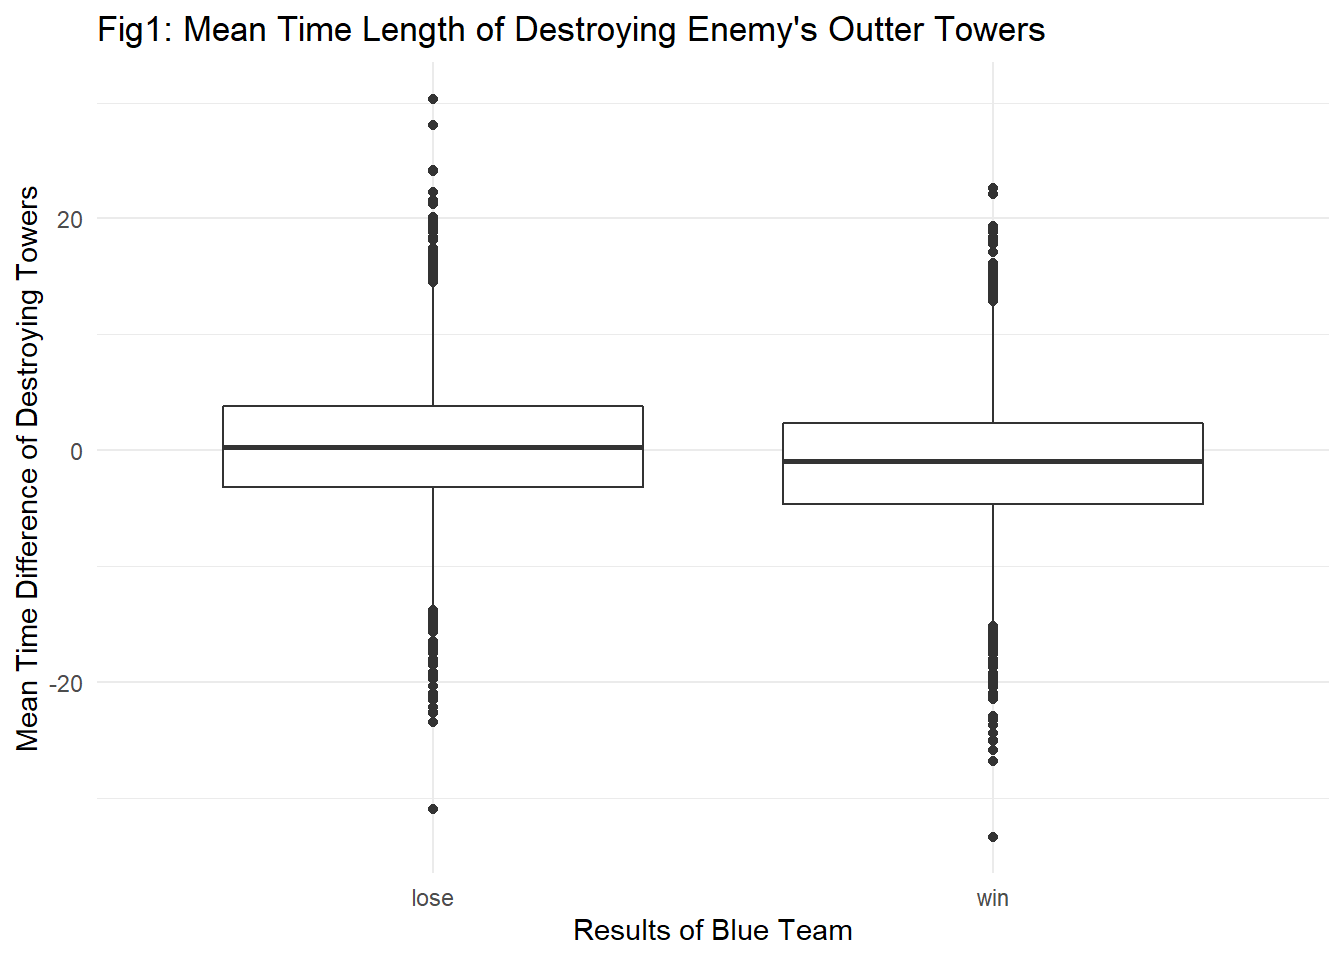 Fig1: Mean Time Length of Destroying Enemy's Outter Towers
Mean Time Difference of Destroying Towers
20
0
-20
lose
win
Results of Blue Team